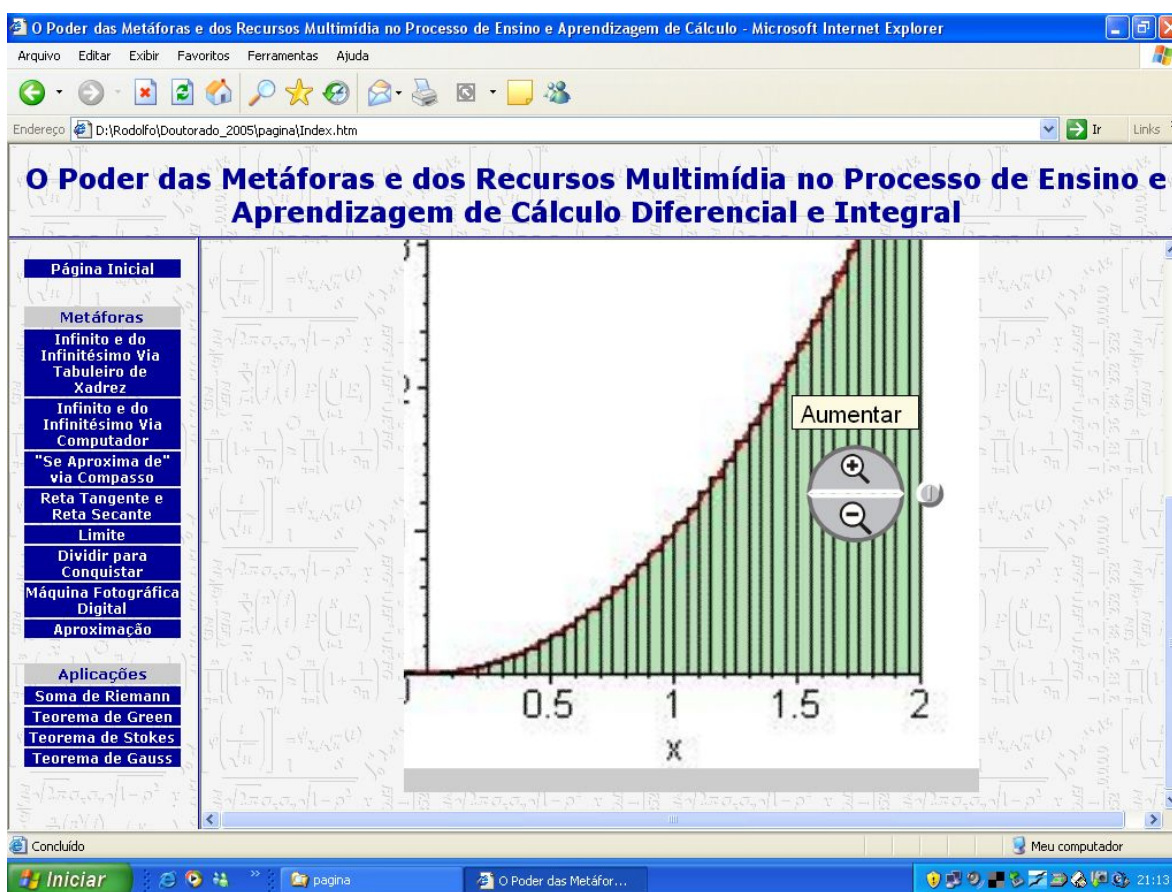 O Poder das Metáforas e dos Recursos Multimídia no Processo de Ensino e Aprendizagem de Cálculo - Microsoft Internet Explorer
Arquivo Editar Exibir Favoritos Ferramentas Ajuda
Endereço D:\Rodolfo\Doutorado_2005\pagina\Index.htm Ir Links
O Poder das Metáforas e dos Recursos Multimídia no Processo de Ensino e
Aprendizagem de Cálculo Diferencial e Integral
Página Inicial
Metáforas
Infinito e do
Infinitésimo Via
Tabuleiro de
Xadrez
Infinito e do
Infinitésimo Via
Computador
"Se Aproxima de"
via Compasso
Reta Tangente e
Reta Secante
Limite
Dividir para
Conquistar
Máquina Fotográfica
Digital
Aproximação
Aplicações
Soma de Riemann
Teorema de Green
Teorema de Stokes
Teorema de Gauss
Aumentar
0.5 1 1.5 2
x
Concluído Meu computador
Iniciar pagina O Poder das Metáfor... 21:13